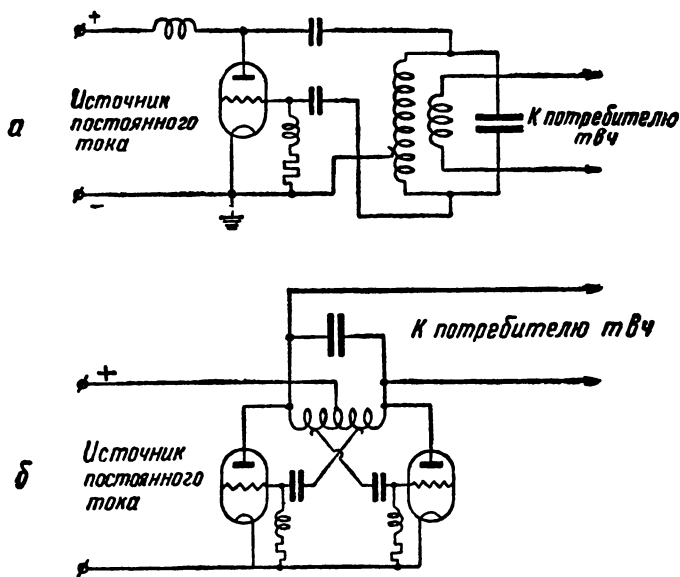 +
а
Источник
постоянного
тока
К потребителю
твч
−
К потребителю твч
+
б
Источник
постоянного
тока